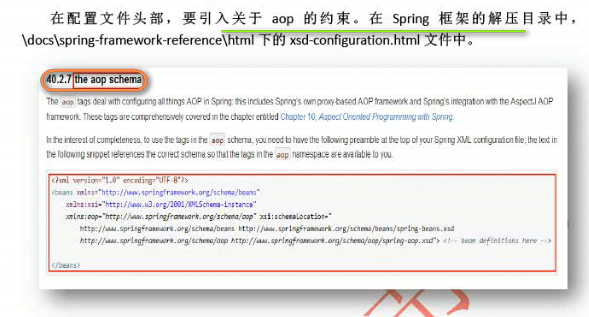 在配置文件头部，要引入关于 aop 的约束。在 Spring 框架的解压目录中，
\docs\spring-framework-reference\html 下的 xsd-configuration.html 文件中。
40.2.7 the aop schema
The aop tags deal with configuring all things AOP in Spring: this includes Spring's own proxy-based AOP framework and Spring's integration with the AspectJ AOP
framework. These tags are comprehensively covered in the chapter entitled Chapter 10, Aspect Oriented Programming with Spring.
In the interest of completeness, to use the tags in the aop schema, you need to have the following preamble at the top of your Spring XML configuration file; the text in
the following snippet references the correct schema so that the tags in the aop namespace are available to you.
<?xml version="1.0" encoding="UTF-8"?>
<beans xmlns="http://www.springframework.org/schema/beans"
xmlns:xsi="http://www.w3.org/2001/XMLSchema-instance"
xmlns:aop="http://www.springframework.org/schema/aop" xsi:schemaLocation="
http://www.springframework.org/schema/beans http://www.springframework.org/schema/beans/spring-beans.xsd
http://www.springframework.org/schema/aop http://www.springframework.org/schema/aop/spring-aop.xsd"> <!-- bean definitions here -->
</beans>